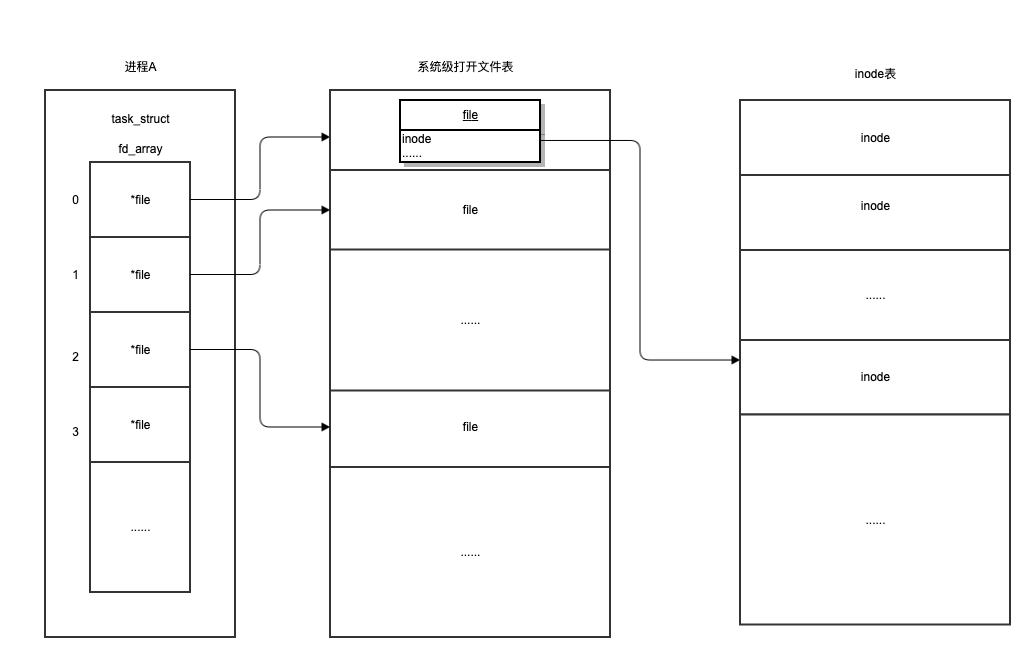 进程A
task_struct
fd_array
0
*file
1
*file
2
*file
3
*file
......
系统级打开文件表
file
inode
......
file
......
file
......
inode表
inode
inode
......
inode
......